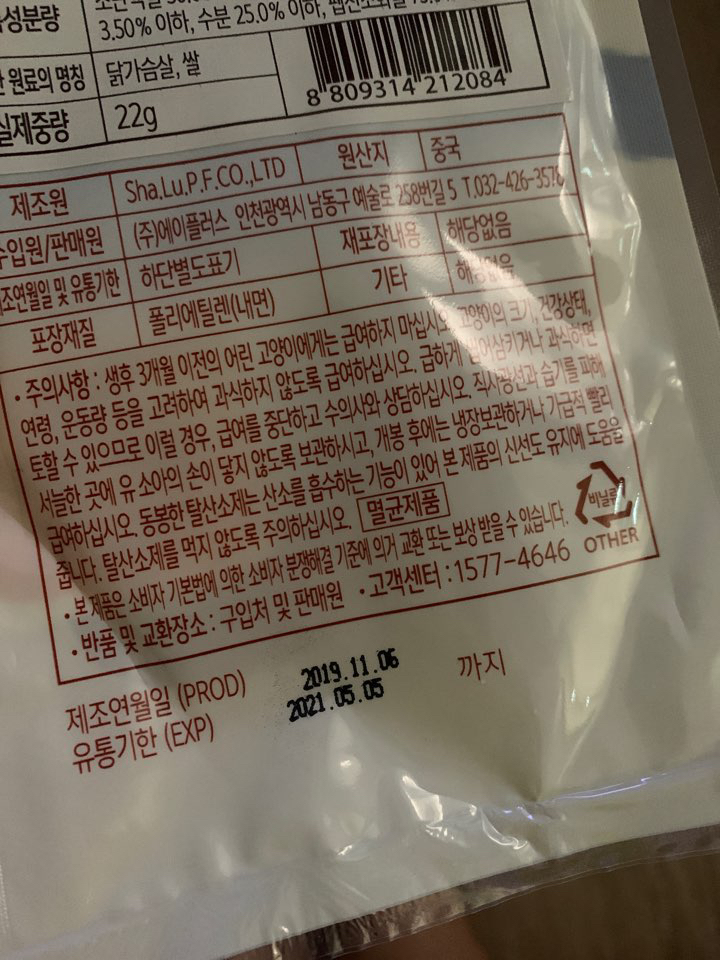 성분량
3.50% 이하, 수분 25.0% 이하,
원료의 명칭 닭가슴살, 쌀
실제중량 22g
8 809314 212084
제조원 Sha.Lu.P.F.CO.,LTD 원산지 중국
수입원/판매원 (주)에이플러스 인천광역시 남동구 예술로 258번길 5 T.032-426-3576
제조연월일 및 유통기한 하단별도표기 재포장내용 해당없음
포장재질 폴리에틸렌(내면) 기타 해당없음
• 주의사항 : 생후 3개월 이전의 어린 고양이에게는 급여하지 마십시오. 고양이의 크기, 건강상태,
연령, 운동량 등을 고려하여 과식하지 않도록 급여하십시오. 급하게 집어삼키거나 과식하면
토할 수 있으므로 이럴 경우, 급여를 중단하고 수의사와 상담하십시오. 직사광선과 습기를 피해
서늘한 곳에 유 소아의 손이 닿지 않도록 보관하시고, 개봉 후에는 냉장보관하거나 가급적 빨리
급여하십시오. 동봉한 탈산소제는 산소를 흡수하는 기능이 있어 본 제품의 신선도 유지에 도움을
줍니다. 탈산소제를 먹지 않도록 주의하십시오. 멸균제품
• 본 제품은 소비자 기본법에 의한 소비자 분쟁해결 기준에 의거 교환 또는 보상 받을 수 있습니다.
• 반품 및 교환장소 : 구입처 및 판매원 • 고객센터 : 1577-4646
비닐류
OTHER
제조연월일 (PROD) 2019.11.06
유통기한 (EXP) 2021.05.05 까지